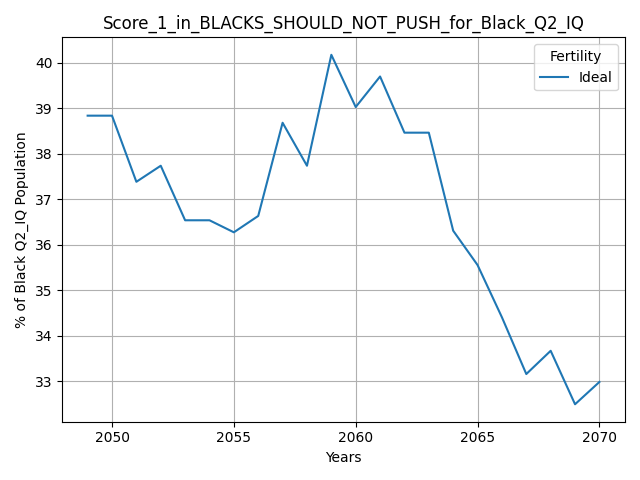 Score_1_in_BLACKS_SHOULD_NOT_PUSH_for_Black_Q2_IQ
Fertility
Ideal
40
39
38
37
36
35
34
33
% of Black Q2_IQ Population
2050 2055 2060 2065 2070
Years